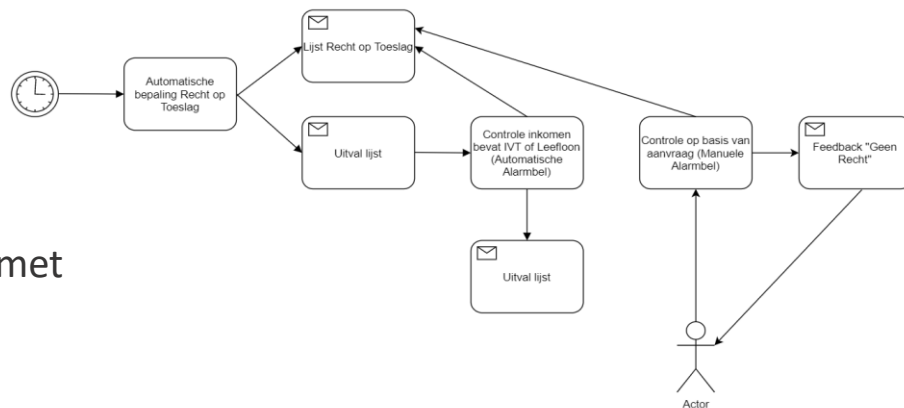 Lijst Recht op Toeslag
Automatische
bepaling Recht op
Toeslag
Uitval lijst
Controle inkomen
bevat IVT of Leefloon
(Automatische
Alarmbel)
Controle op basis van
aanvraag (Manuele
Alarmbel)
Feedback "Geen
Recht"
met
Uitval lijst
Actor